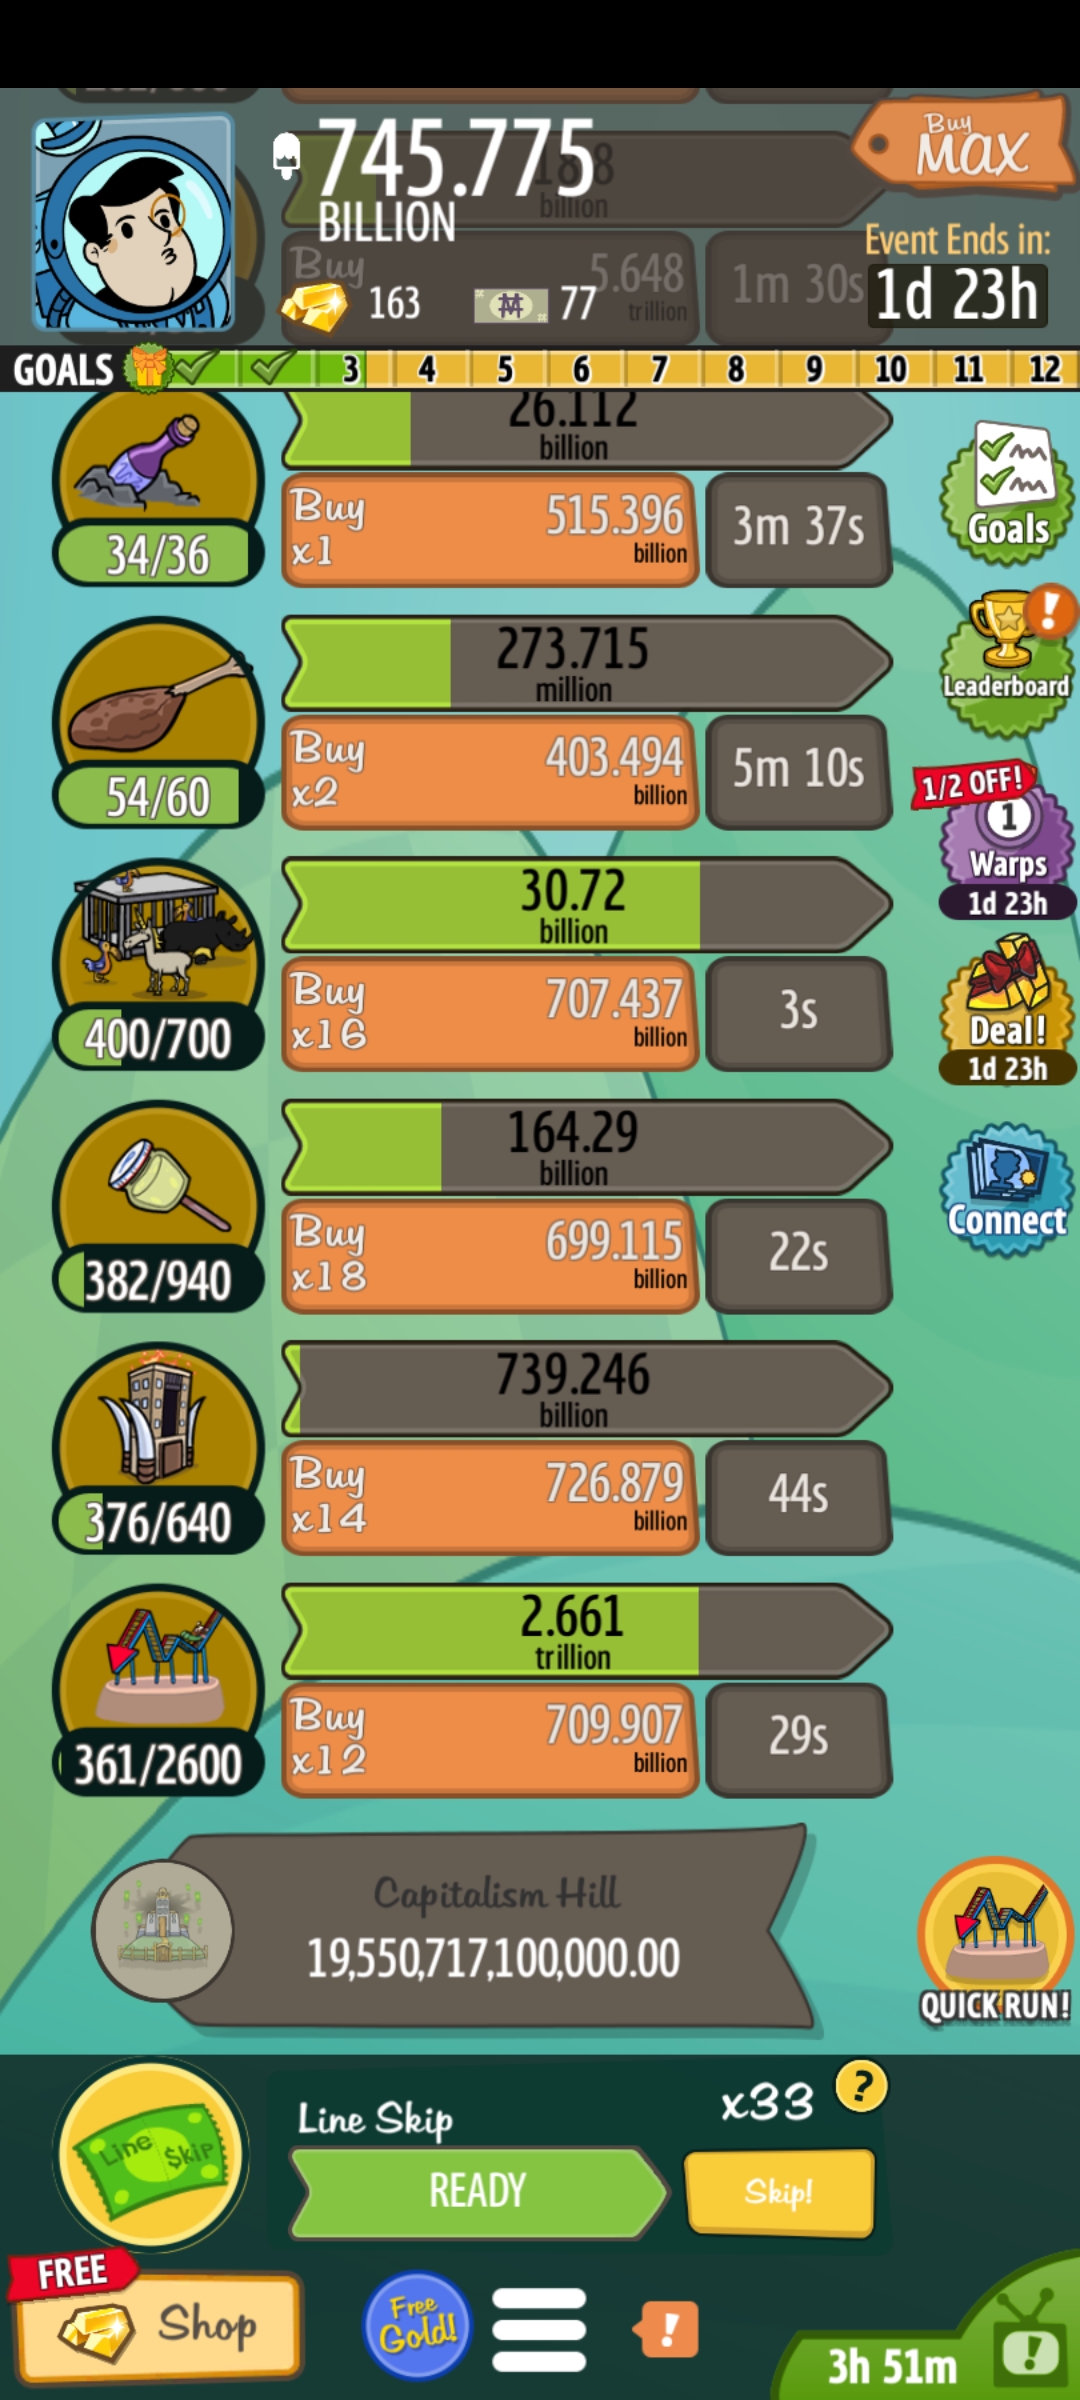 745.775
BILLION
18.8
billion
Buy
MAX
Buy
5.648
trillion
1m 30s
163
77
Event Ends in:
1d 23h
GOALS 3 4 5 6 7 8 9 10 11 12
26.112
billion
34/36
Buy
x1
515.396
billion
3m 37s
Goals
273.715
million
54/60
Buy
x2
403.494
billion
5m 10s
Leaderboard
1/2 OFF!
1
Warps
1d 23h
30.72
billion
400/700
Buy
x16
707.437
billion
3s
Deal!
1d 23h
164.29
billion
382/940
Buy
x18
699.115
billion
22s
Connect
739.246
billion
376/640
Buy
x14
726.879
billion
44s
2.661
trillion
361/2600
Buy
x12
709.907
billion
29s
Capitalism Hill
19,550,717,100,000.00
QUICK RUN!
Line $kip
Line Skip
x33
?
READY
Skip!
FREE
Shop
Free
Gold!
!
3h 51m
!